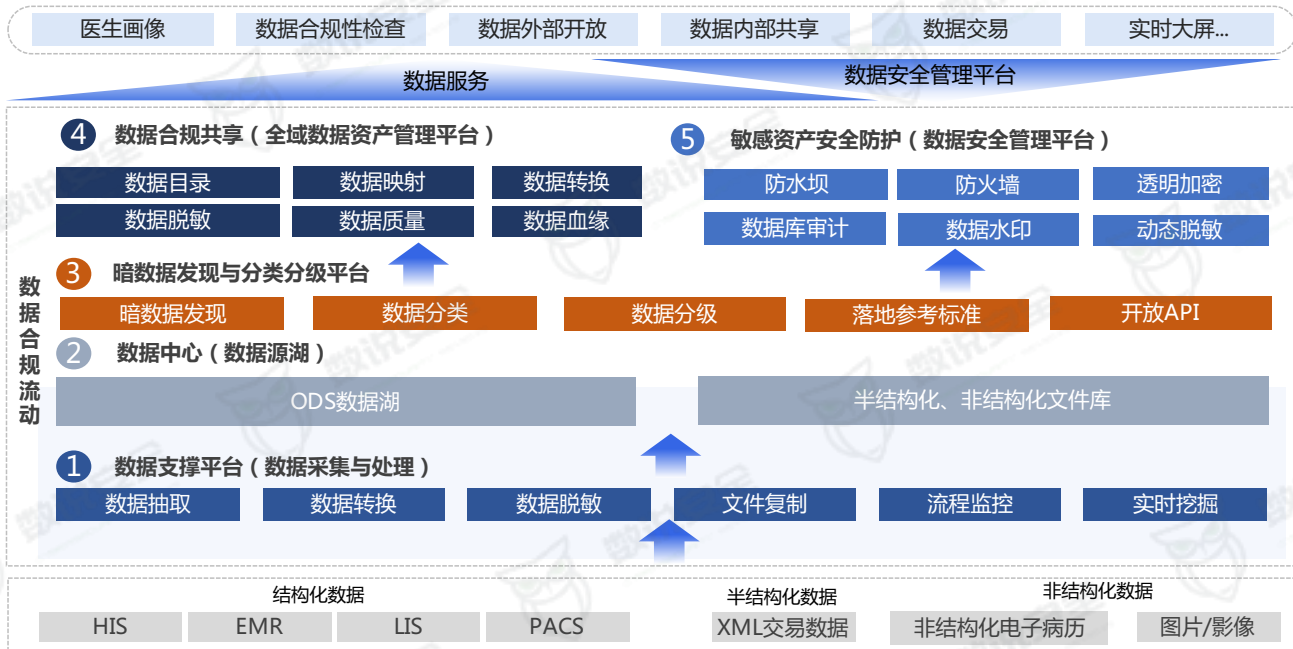 医生画像 数据合规性检查 数据外部开放 数据内部共享 数据交易 实时大屏...
数据服务 数据安全管理平台
4 数据合规共享（全域数据资产管理平台） 5 敏感资产安全防护（数据安全管理平台）
数据目录 数据映射 数据转换 防水坝 防火墙 透明加密
数据脱敏 数据质量 数据血缘 数据库审计 数据水印 动态脱敏
数据合规流动
3 暗数据发现与分类分级平台
暗数据发现 数据分类 数据分级 落地参考标准 开放API
2 数据中心（数据源湖）
ODS数据湖 半结构化、非结构化文件库
1 数据支撑平台（数据采集与处理）
数据抽取 数据转换 数据脱敏 文件复制 流程监控 实时挖掘
结构化数据 半结构化数据 非结构化数据
HIS EMR LIS PACS XML交易数据 非结构化电子病历 图片/影像
数说安全